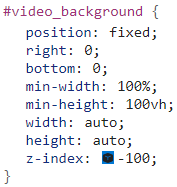 #video_background {
position: fixed;
right: 0;
bottom: 0;
min-width: 100%;
min-height: 100vh;
width: auto;
height: auto;
z-index: -100;
}